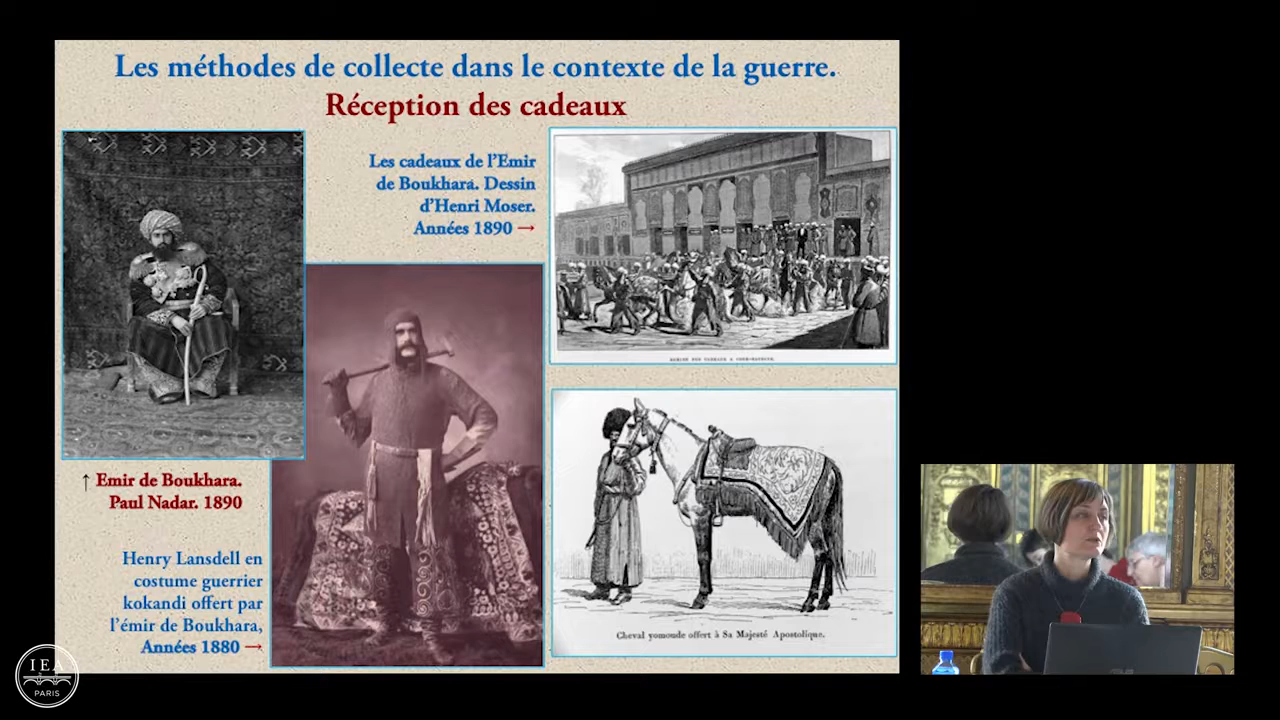 Les méthodes de collecte dans le contexte de la guerre.
Réception des cadeaux
Les cadeaux de l'Emir
de Boukhara. Dessin
d'Henri Moser.
Années 1890 →
↑ Emir de Boukhara.
Paul Nadar. 1890
Henry Lansdell en
costume guerrier
kokandi offert par
l'émir de Boukhara,
Années 1880 →
Cheval yomoude offert à Sa Majesté Apostolique.
IEA
PARIS